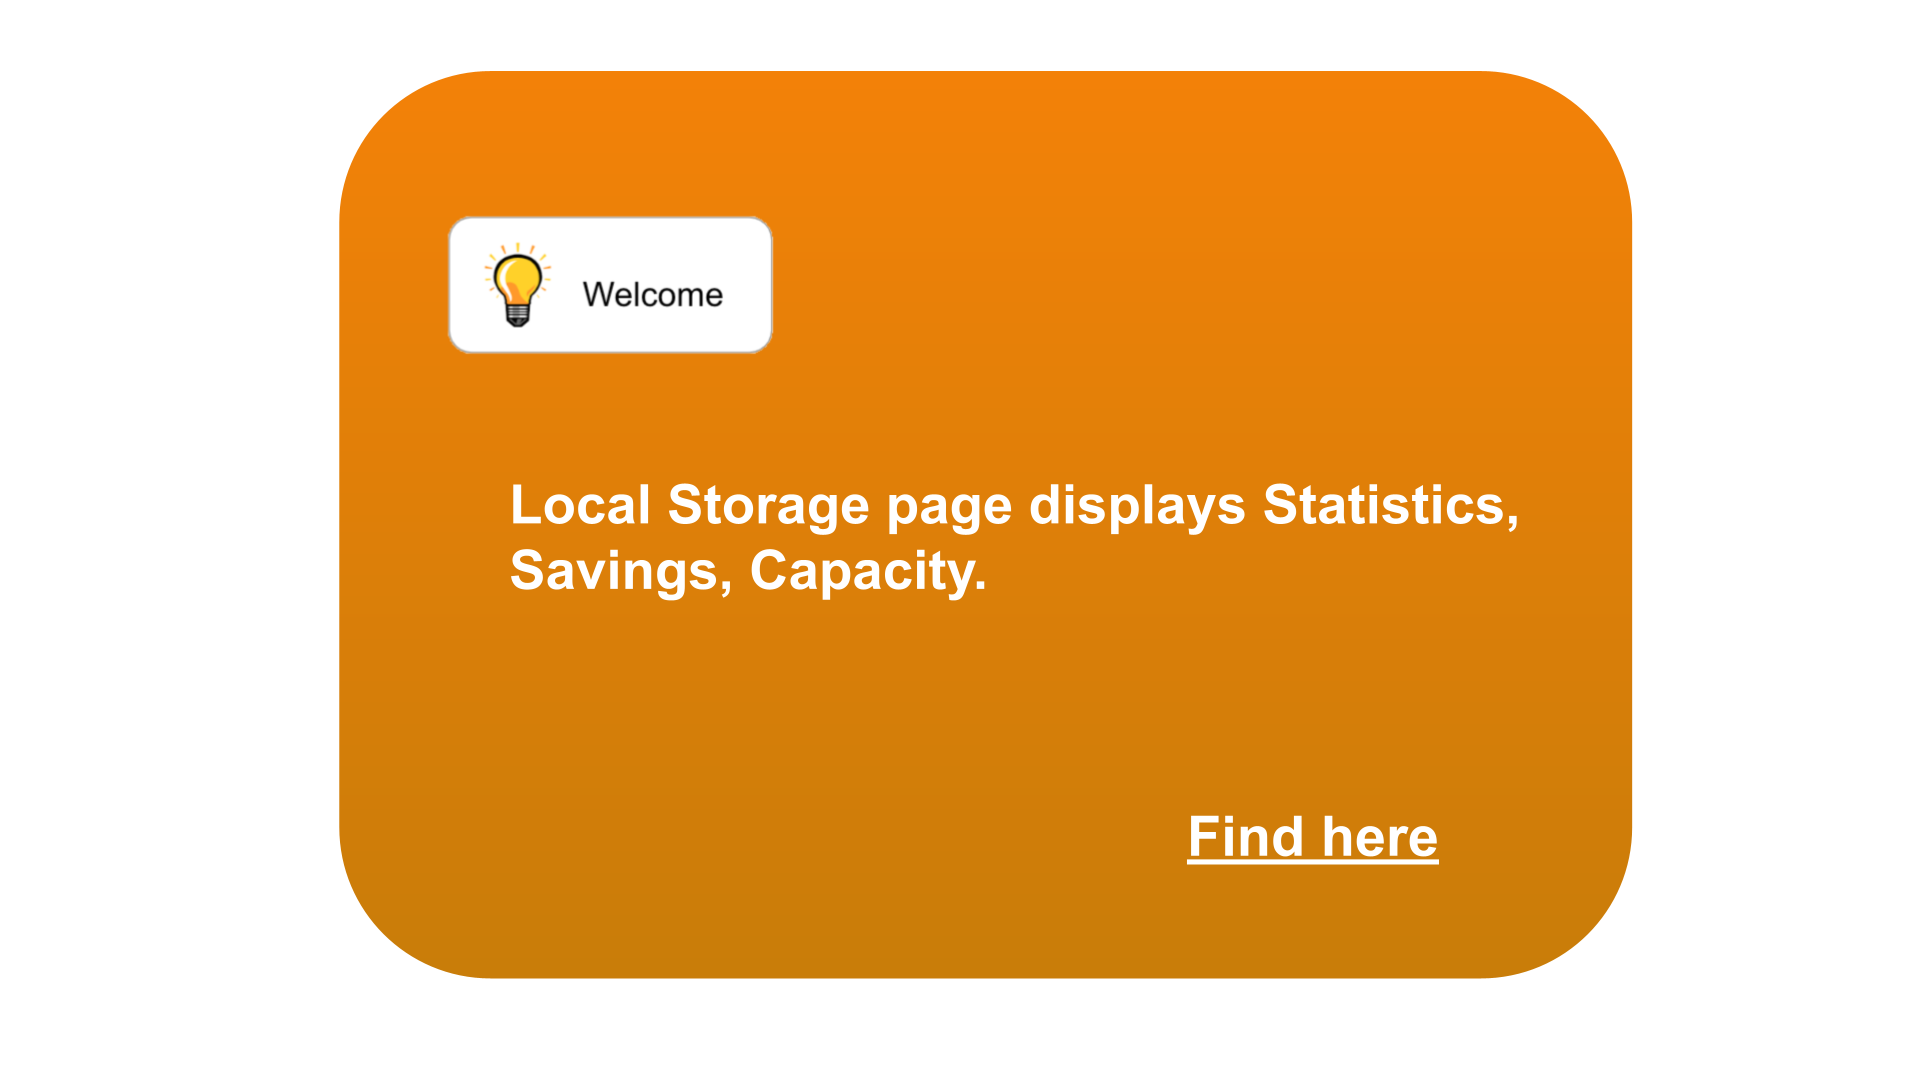 Welcome
Local Storage page displays Statistics,
Savings, Capacity.
Find here